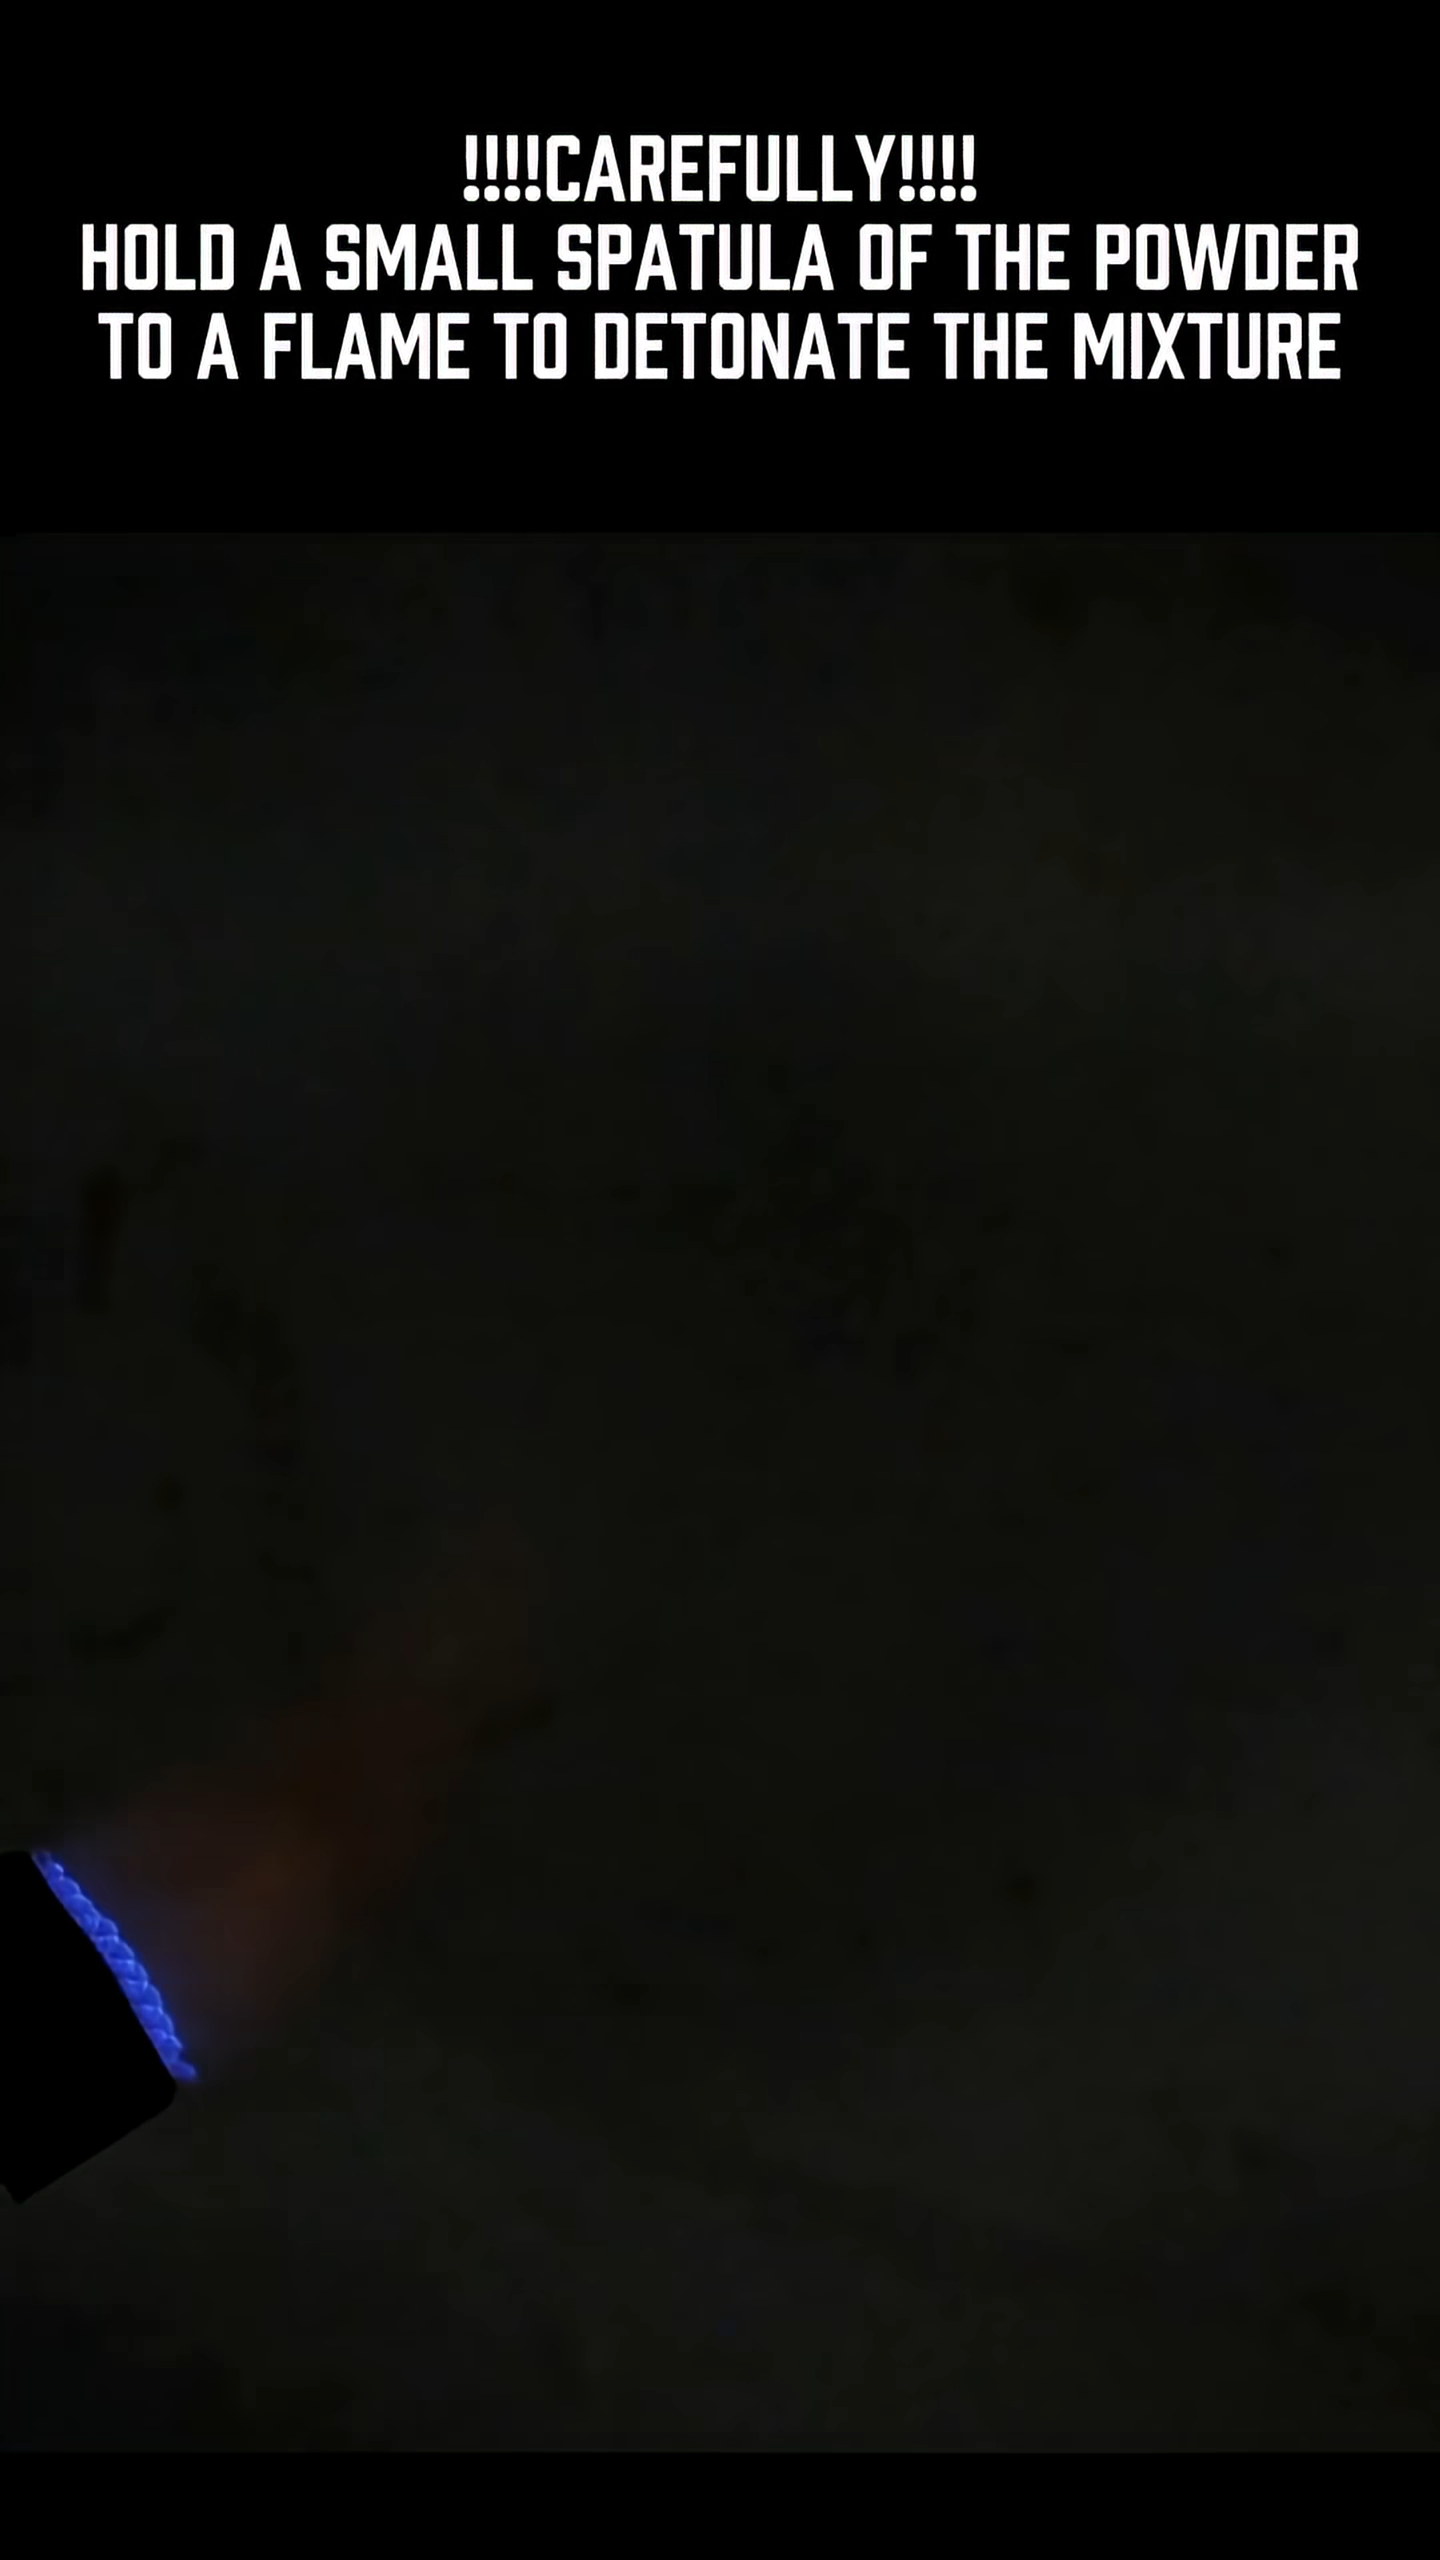 !!!!CAREFULLY!!!!
HOLD A SMALL SPATULA OF THE POWDER
TO A FLAME TO DETONATE THE MIXTURE